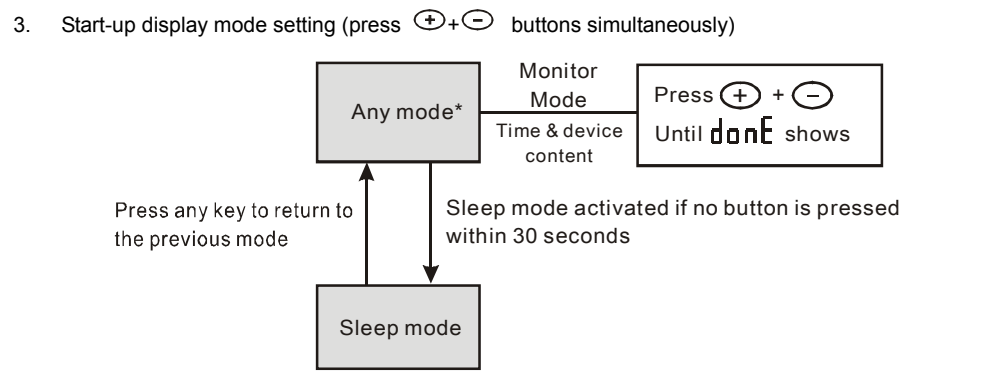 3. Start-up display mode setting (press ⊕+⊖ buttons simultaneously)
Any mode*
Monitor
Mode
Time & device
content
Press ⊕ + ⊖
Until donE shows
Press any key to return to
the previous mode
Sleep mode activated if no button is pressed
within 30 seconds
Sleep mode